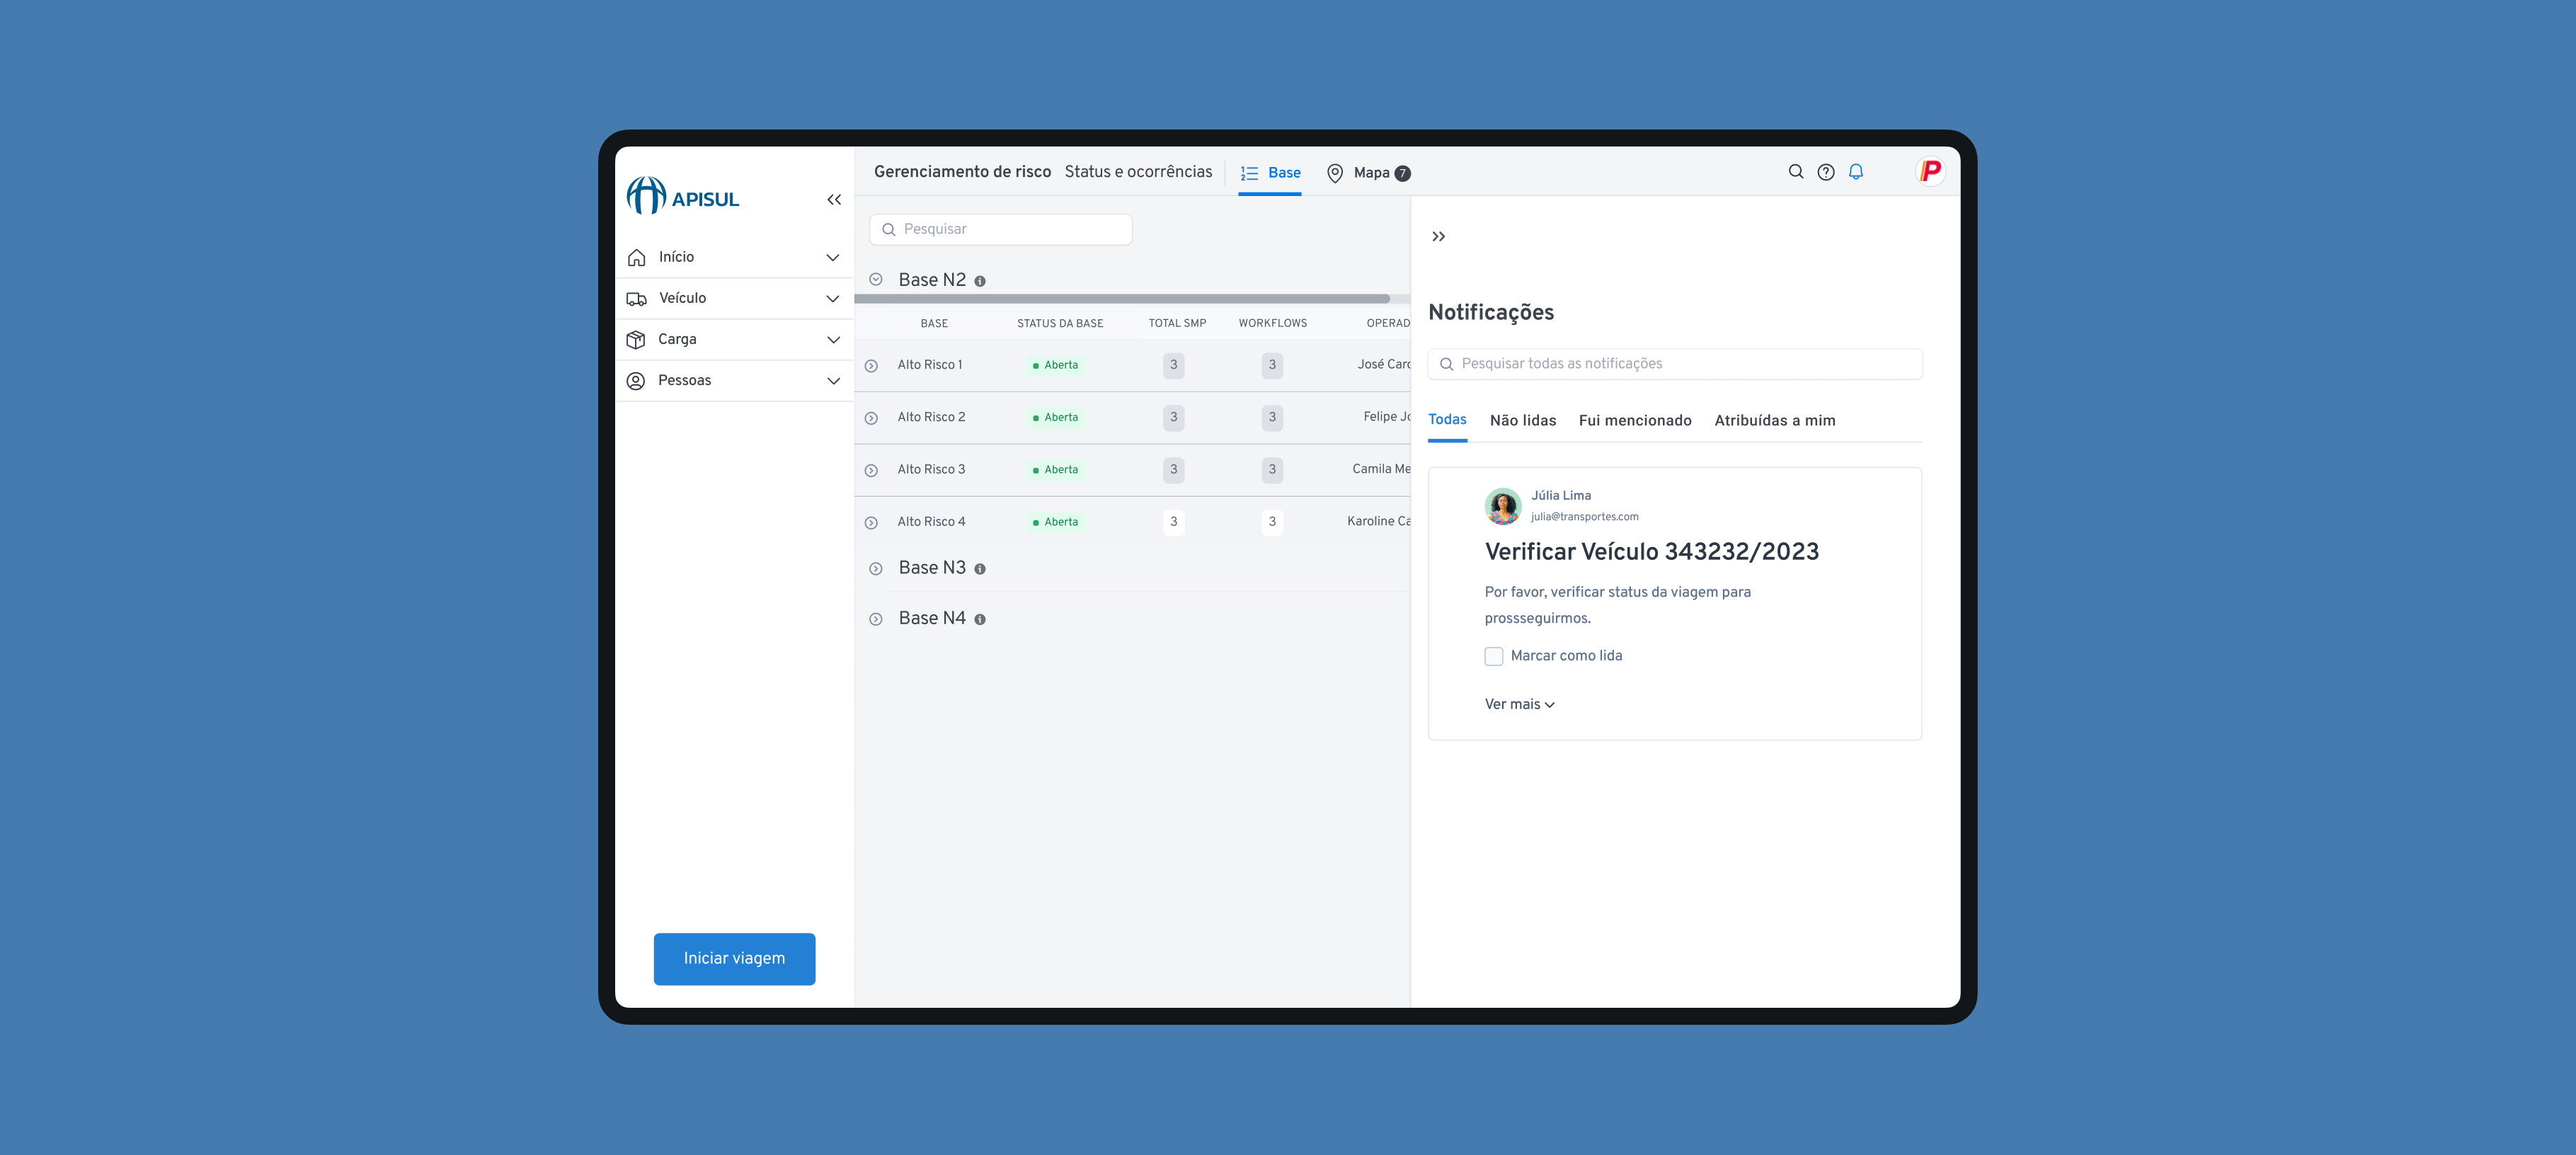 APISUL
Início
Veículo
Carga
Pessoas
Iniciar viagem
Gerenciamento de risco Status e ocorrências Base Mapa 7
P
Pesquisar
Base N2
BASE STATUS DA BASE TOTAL SMP WORKFLOWS OPERAD
Alto Risco 1 Aberta 3 3 José Carc
Alto Risco 2 Aberta 3 3 Felipe Jo
Alto Risco 3 Aberta 3 3 Camila Me
Alto Risco 4 Aberta 3 3 Karoline Ca
Base N3
Base N4
Notificações
Pesquisar todas as notificações
Todas Não lidas Fui mencionado Atribuídas a mim
Júlia Lima
julia@transportes.com
Verificar Veículo 343232/2023
Por favor, verificar status da viagem para
prossseguirmos.
Marcar como lida
Ver mais